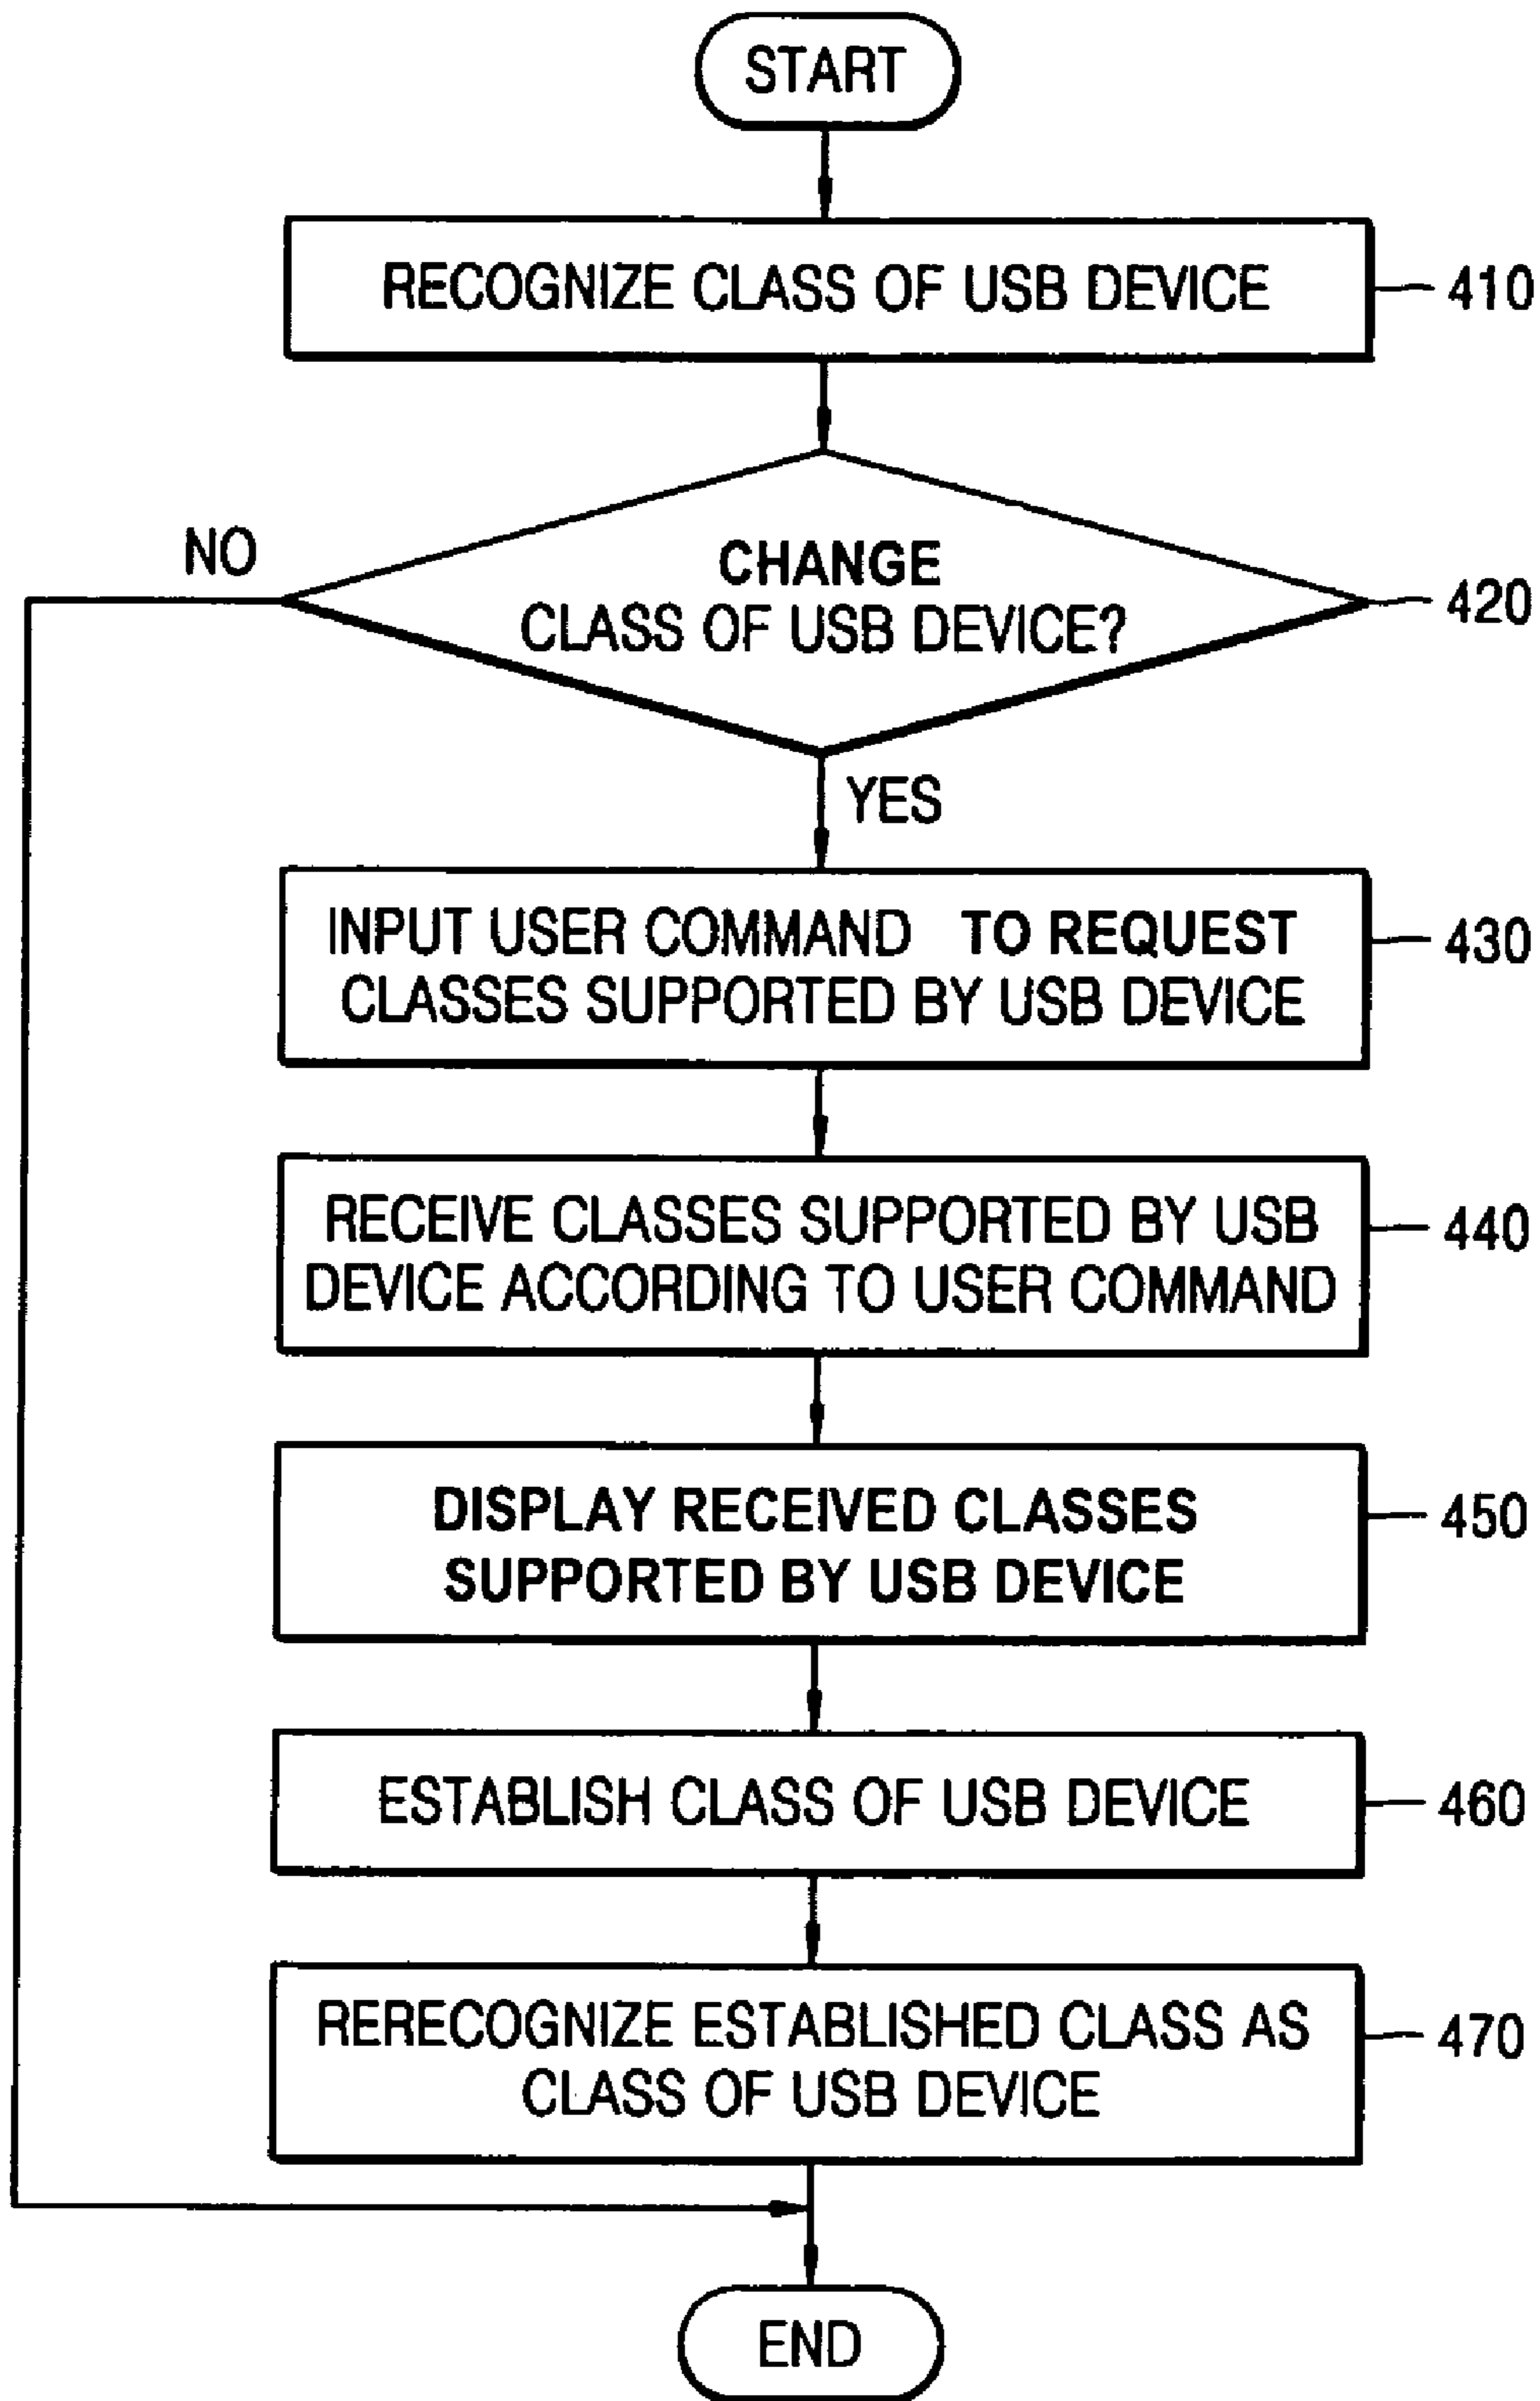 START
RECOGNIZE CLASS OF USB DEVICE
410
NO
CHANGE
CLASS OF USB DEVICE?
420
YES
INPUT USER COMMAND TO REQUEST
CLASSES SUPPORTED BY USB DEVICE
430
RECEIVE CLASSES SUPPORTED BY USB
DEVICE ACCORDING TO USER COMMAND
440
DISPLAY RECEIVED CLASSES
SUPPORTED BY USB DEVICE
450
ESTABLISH CLASS OF USB DEVICE
460
RERECOGNIZE ESTABLISHED CLASS AS
CLASS OF USB DEVICE
470
END